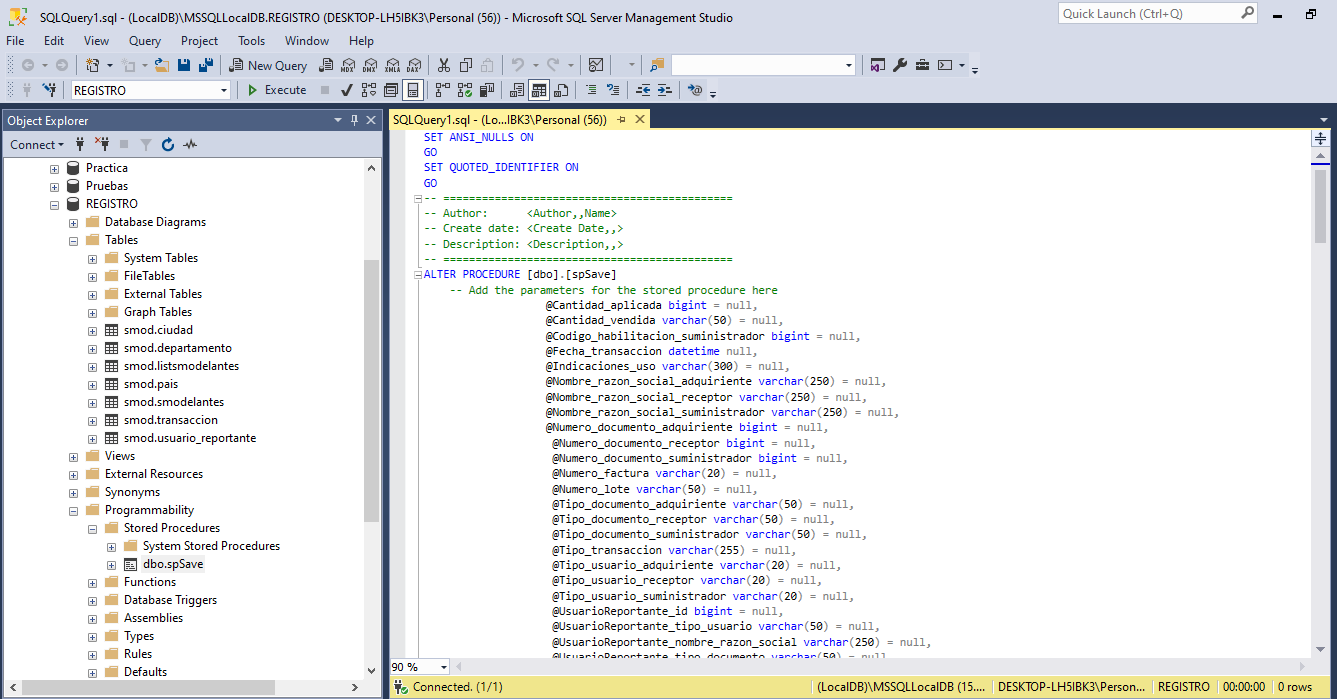 SQLQuery1.sql - (LocalDB)\MSSQLLocalDB.REGISTRO (DESKTOP-LH5IBK3\Personal (56)) - Microsoft SQL Server Management Studio
Quick Launch (Ctrl+Q)
File Edit View Query Project Tools Window Help
New Query MDX DMX XMLA DAX
REGISTRO Execute
Object Explorer
Connect
Practica
Pruebas
REGISTRO
Database Diagrams
Tables
System Tables
FileTables
External Tables
Graph Tables
smod.ciudad
smod.departamento
smod.listsmodelantes
smod.pais
smod.smodelantes
smod.transaccion
smod.usuario_reportante
Views
External Resources
Synonyms
Programmability
Stored Procedures
System Stored Procedures
dbo.spSave
Functions
Database Triggers
Assemblies
Types
Rules
Defaults
SQLQuery1.sql - (Lo...IBK3\Personal (56))
SET ANSI_NULLS ON
GO
SET QUOTED_IDENTIFIER ON
GO
-- =============================================
-- Author: <Author,,Name>
-- Create date: <Create Date,,>
-- Description: <Description,,>
-- =============================================
ALTER PROCEDURE [dbo].[spSave]
-- Add the parameters for the stored procedure here
@Cantidad_aplicada bigint = null,
@Cantidad_vendida varchar(50) = null,
@Codigo_habilitacion_suministrador bigint = null,
@Fecha_transaccion datetime null,
@Indicaciones_uso varchar(300) = null,
@Nombre_razon_social_adquiriente varchar(250) = null,
@Nombre_razon_social_receptor varchar(250) = null,
@Nombre_razon_social_suministrador varchar(250) = null,
@Numero_documento_adquiriente bigint = null,
@Numero_documento_receptor bigint = null,
@Numero_documento_suministrador bigint = null,
@Numero_factura varchar(20) = null,
@Numero_lote varchar(50) = null,
@Tipo_documento_adquiriente varchar(50) = null,
@Tipo_documento_receptor varchar(50) = null,
@Tipo_documento_suministrador varchar(50) = null,
@Tipo_transaccion varchar(255) = null,
@Tipo_usuario_adquiriente varchar(20) = null,
@Tipo_usuario_receptor varchar(20) = null,
@Tipo_usuario_suministrador varchar(20) = null,
@UsuarioReportante_id bigint = null,
@UsuarioReportante_tipo_usuario varchar(50) = null,
@UsuarioReportante_nombre_razon_social varchar(250) = null,
@UsuarioReportante_tipo_documento varchar(50) = null,
90 %
Connected. (1/1) (LocalDB)\MSSQLLocalDB (15.... DESKTOP-LH5IBK3\Person... REGISTRO 00:00:00 0 rows